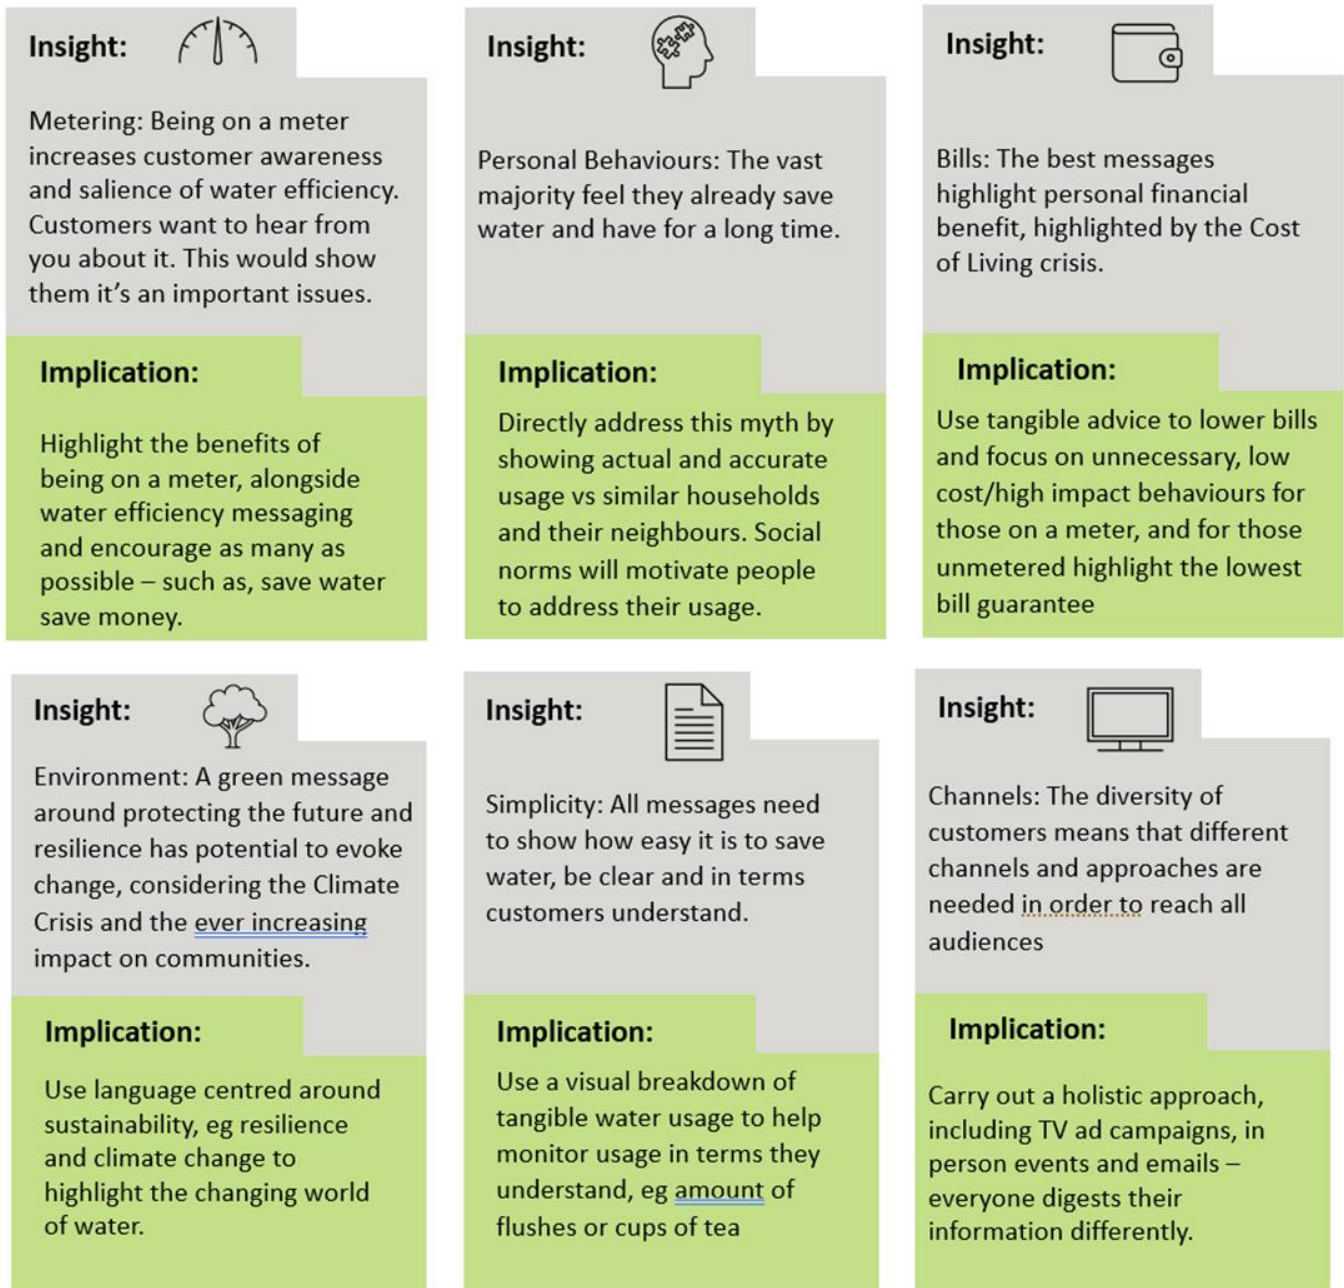 Insight:
Metering: Being on a meter
increases customer awareness
and salience of water efficiency.
Customers want to hear from
you about it. This would show
them it's an important issues.
Implication:
Highlight the benefits of
being on a meter, alongside
water efficiency messaging
and encourage as many as
possible – such as, save water
save money.
Insight:
Personal Behaviours: The vast
majority feel they already save
water and have for a long time.
Implication:
Directly address this myth by
showing actual and accurate
usage vs similar households
and their neighbours. Social
norms will motivate people
to address their usage.
Insight:
Bills: The best messages
highlight personal financial
benefit, highlighted by the Cost
of Living crisis.
Implication:
Use tangible advice to lower bills
and focus on unnecessary, low
cost/high impact behaviours for
those on a meter, and for those
unmetered highlight the lowest
bill guarantee
Insight:
Environment: A green message
around protecting the future and
resilience has potential to evoke
change, considering the Climate
Crisis and the ever increasing
impact on communities.
Implication:
Use language centred around
sustainability, eg resilience
and climate change to
highlight the changing world
of water.
Insight:
Simplicity: All messages need
to show how easy it is to save
water, be clear and in terms
customers understand.
Implication:
Use a visual breakdown of
tangible water usage to help
monitor usage in terms they
understand, eg amount of
flushes or cups of tea
Insight:
Channels: The diversity of
customers means that different
channels and approaches are
needed in order to reach all
audiences
Implication:
Carry out a holistic approach,
including TV ad campaigns, in
person events and emails –
everyone digests their
information differently.